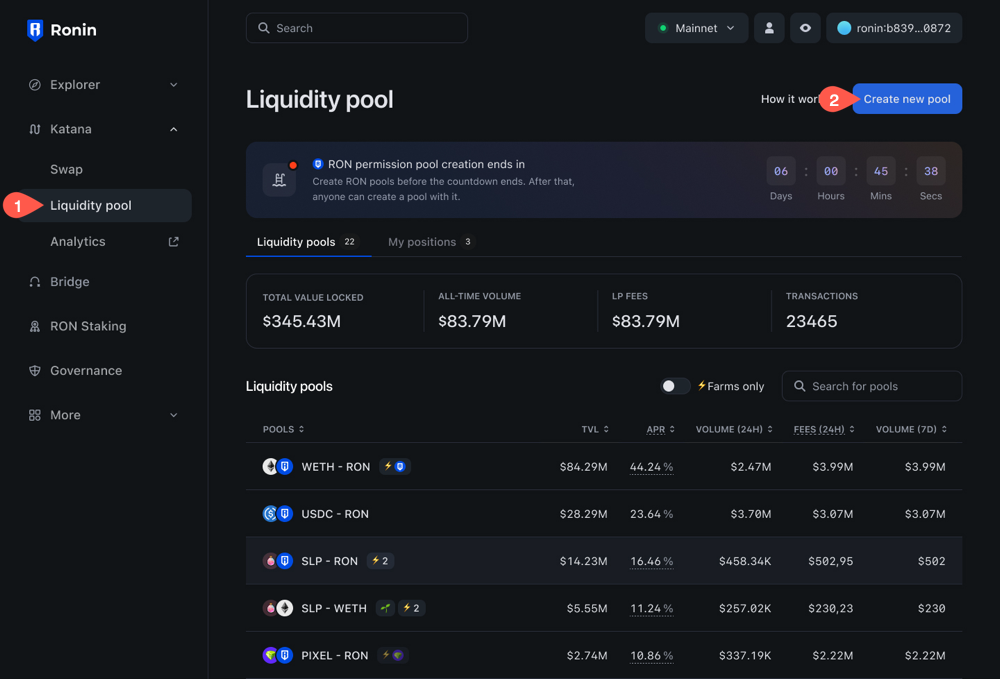 Ronin
Search
Mainnet
ronin:b839...0872
Explorer
Katana
Swap
1
Liquidity pool
Analytics
Bridge
RON Staking
Governance
More
Liquidity pool
How it wor
2
Create new pool
RON permission pool creation ends in
Create RON pools before the countdown ends. After that,
anyone can create a pool with it.
06 : 00 : 45 : 38
Days Hours Mins Secs
Liquidity pools 22 My positions 3
TOTAL VALUE LOCKED ALL-TIME VOLUME LP FEES TRANSACTIONS
$345.43M $83.79M $83.79M 23465
Liquidity pools
Farms only
Search for pools
POOLS TVL APR VOLUME (24H) FEES (24H) VOLUME (7D)
WETH - RON $84.29M 44.24 % $2.47M $3.99M $3.99M
USDC - RON $28.29M 23.64 % $3.70M $3.07M $3.07M
SLP - RON 2 $14.23M 16.46 % $458.34K $502,95 $502
SLP - WETH 2 $5.55M 11.24 % $257.02K $230,23 $230
PIXEL - RON $2.74M 10.86 % $337.19K $2.22M $2.22M